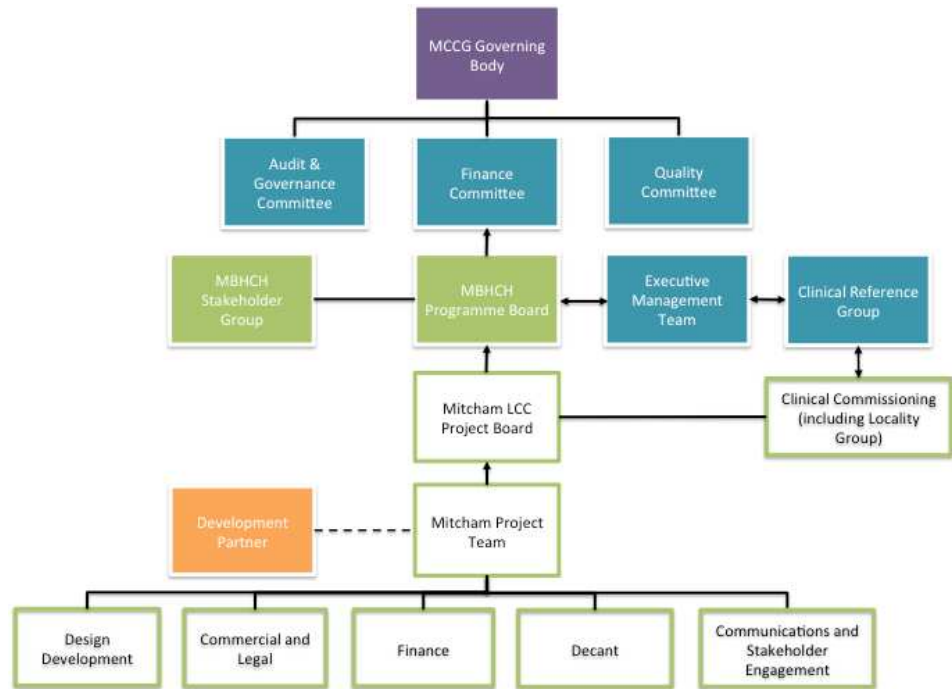 MCCG Governing
Body
Audit &
Governance
Committee
Finance
Committee
Quality
Committee
MBHCH
Stakeholder
Group
MBHCH
Programme Board
Executive
Management
Team
Clinical Reference
Group
Mitcham LCC
Project Board
Clinical Commissioning
(including Locality
Group)
Development
Partner
Mitcham Project
Team
Design
Development
Commercial and
Legal
Finance
Decant
Communications and
Stakeholder
Engagement